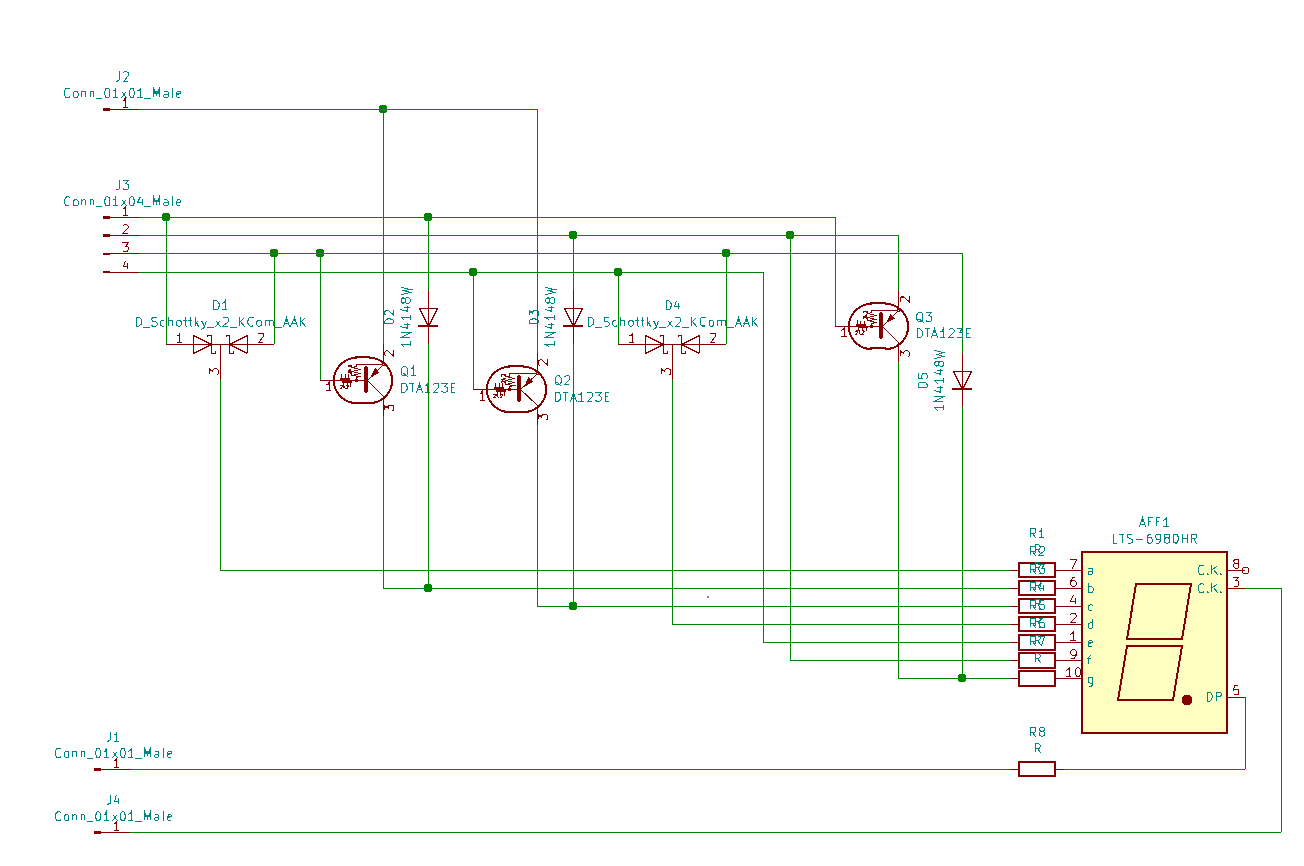 J2
Conn_01x01_Male
1
J3
Conn_01x04_Male
1
2
3
4
D1
D_Schottky_x2_KCom_AAK
1
2
3
D2
1N4148W
Q1
DTA123E
1
2
3
D3
1N4148W
Q2
DTA123E
1
2
3
D4
D_Schottky_x2_KCom_AAK
1
2
3
Q3
DTA123E
1
2
3
D5
1N4148W
AFF1
LTS-6980HR
R1
R2
R3
R4
R5
R6
R7
R
7
6
4
2
1
9
10
a
b
c
d
e
f
g
C.K.
8
C.K.
3
DP
5
R8
R
J1
Conn_01x01_Male
1
J4
Conn_01x01_Male
1